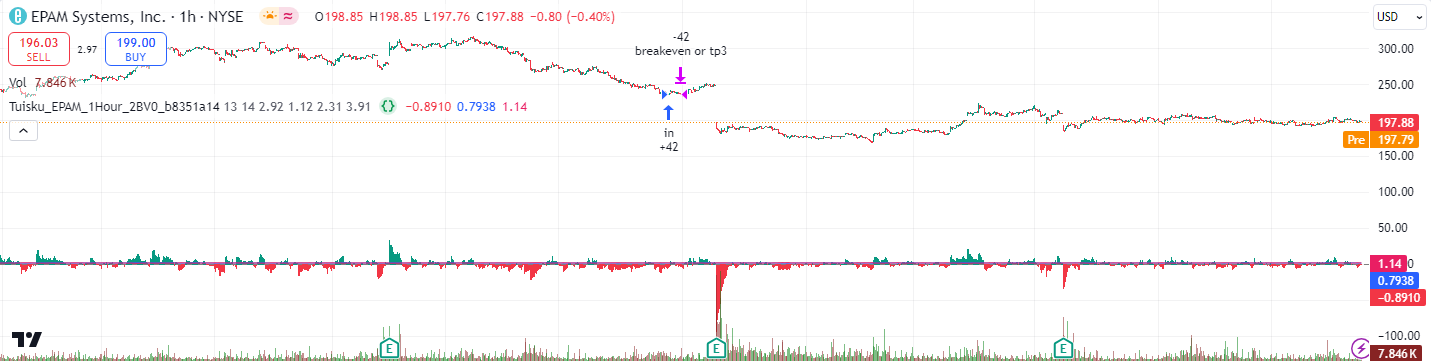 EPAM Systems, Inc. · 1h · NYSE
O198.85 H198.85 L197.76 C197.88 −0.80 (−0.40%)
USD
196.03
SELL
2.97
199.00
BUY
Vol 7.846 K
Tuisku_EPAM_1Hour_2BV0_b8351a14 13 14 2.92 1.12 2.31 3.91 {} −0.8910 0.7938 1.14
-42
breakeven or tp3
in
+42
300.00
250.00
197.88
Pre 197.79
150.00
100.00
50.00
1.14
0.7938
−0.8910
−100.00
7.846 K
E
E
E